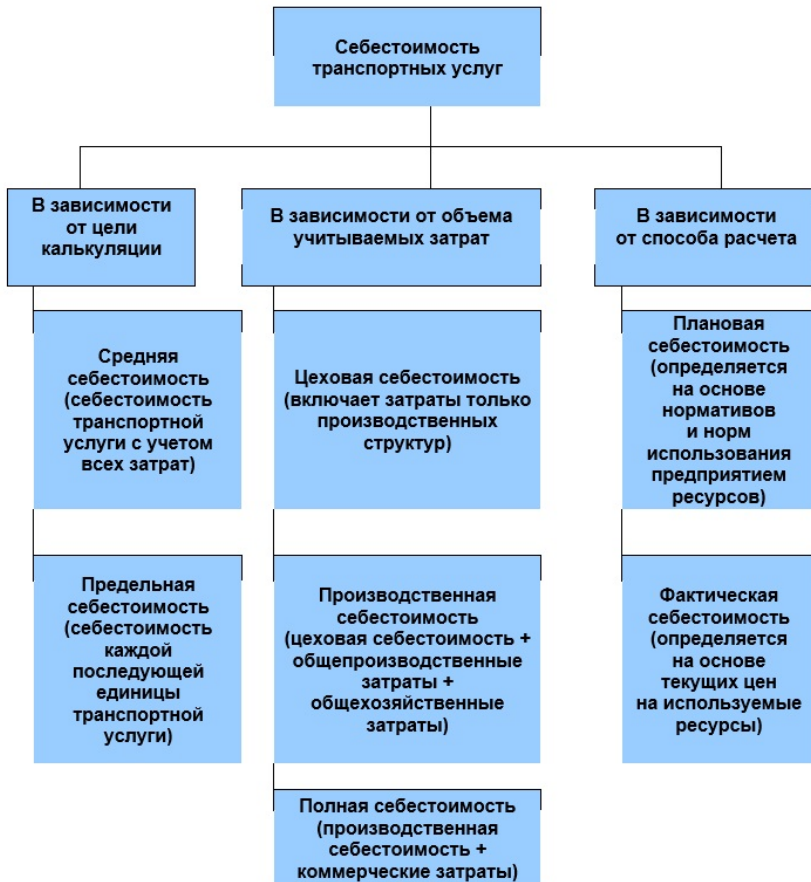 Себестоимость
транспортных услуг
В зависимости
от цели
калькуляции
В зависимости от объема
учитываемых затрат
В зависимости
от способа расчета
Средняя
себестоимость
(себестоимость
транспортной
услуги с учетом
всех затрат)
Цеховая себестоимость
(включает затраты только
производственных
структур)
Плановая
себестоимость
(определяется
на основе
нормативов
и норм
использования
предприятием
ресурсов)
Предельная
себестоимость
(себестоимость
каждой
последующей
единицы
транспортной
услуги)
Производственная
себестоимость
(цеховая себестоимость +
общепроизводственные
затраты +
общехозяйственные
затраты)
Фактическая
себестоимость
(определяется
на основе
текущих цен
на используемые
ресурсы)
Полная себестоимость
(производственная
себестоимость +
коммерческие затраты)